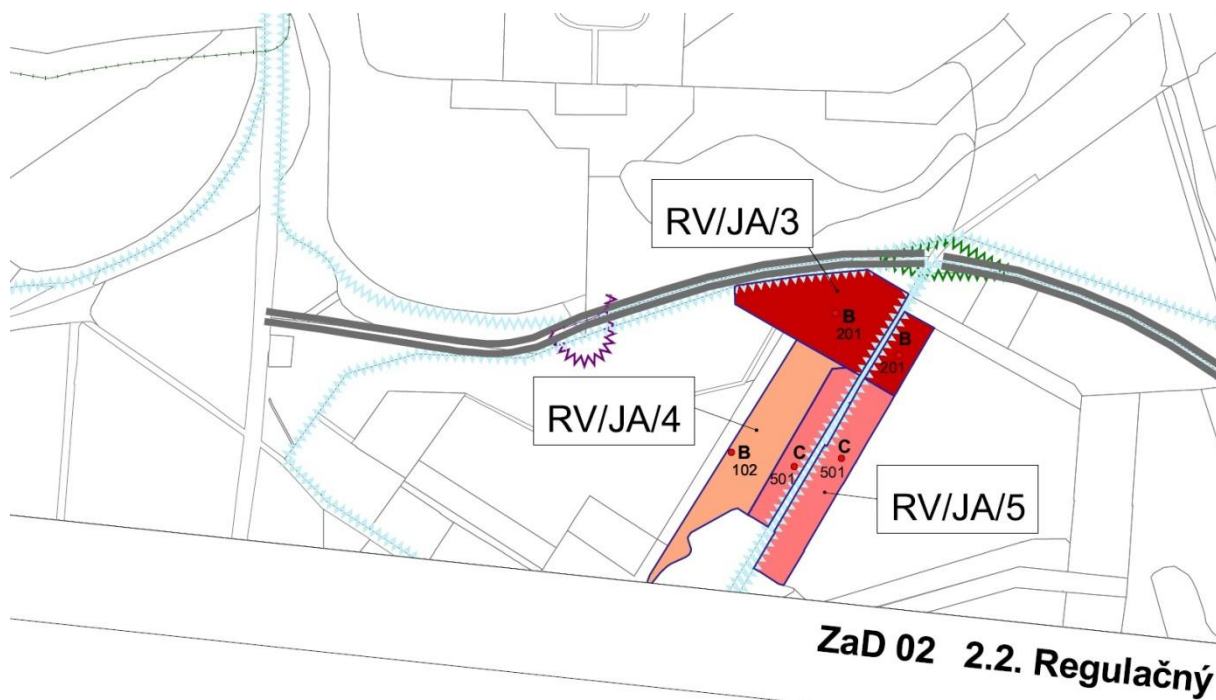 RV/JA/3
B
201
B
201
RV/JA/4
B
102
C
501
C
501
RV/JA/5
ZaD 02 2.2. Regulačný